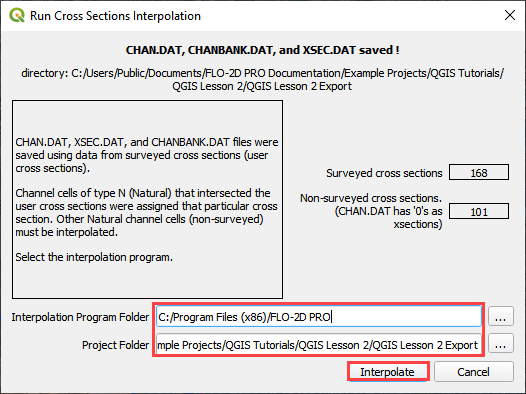 Run Cross Sections Interpolation
CHAN.DAT, CHANBANK.DAT, and XSEC.DAT saved !
directory: C:/Users/Public/Documents/FLO-2D PRO Documentation/Example Projects/QGIS Tutorials/
QGIS Lesson 2/QGIS Lesson 2 Export
CHAN.DAT, XSEC.DAT, and CHANBANK.DAT files were
saved using data from surveyed cross sections (user
cross sections).
Channel cells of type N (Natural) that intersected the
user cross sections were assigned that particular cross
section. Other Natural channel cells (non-surveyed)
must be interpolated.
Select the interpolation program.
Surveyed cross sections 168
Non-surveyed cross sections.
(CHAN.DAT has '0's as
xsections)
101
Interpolation Program Folder C:/Program Files (x86)/FLO-2D PRO ...
Project Folder mple Projects/QGIS Tutorials/QGIS Lesson 2/QGIS Lesson 2 Export ...
Interpolate Cancel